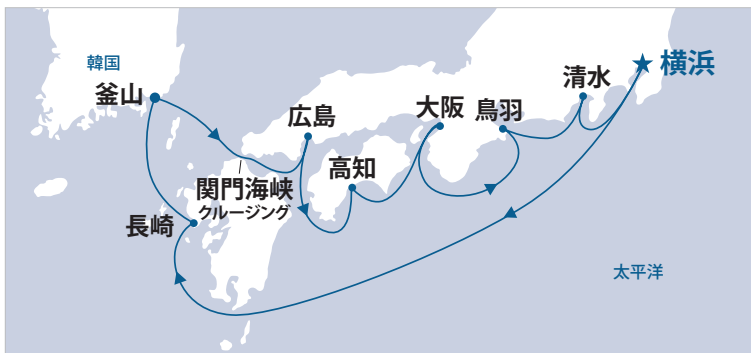 韓国
釜山
広島
大阪
鳥羽
清水
横浜
高知
関門海峡
クルージング
長崎
太平洋